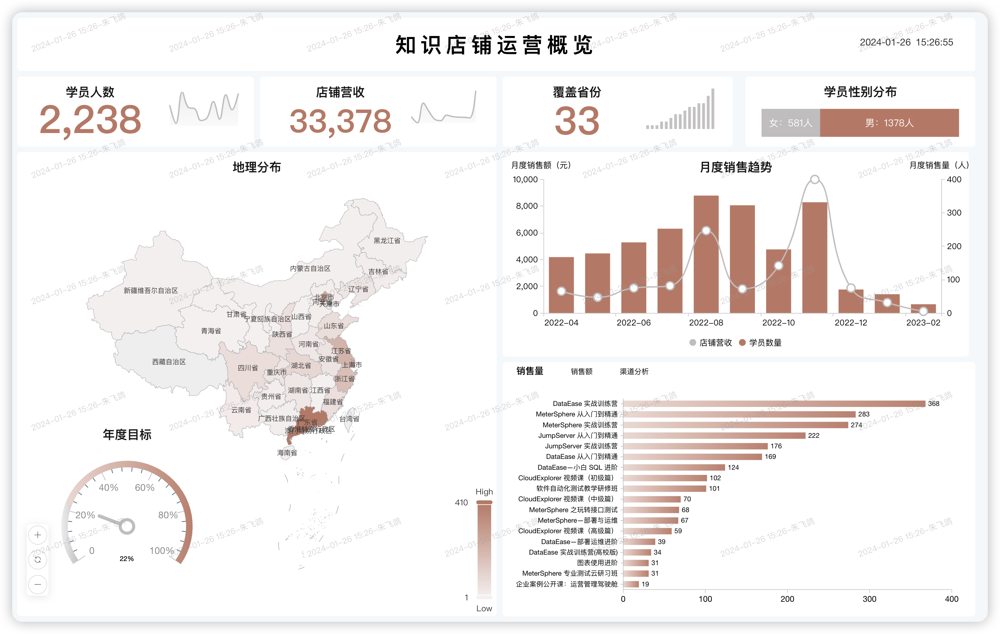 知识店铺运营概览
2024-01-26 15:26:55
学员人数
2,238
店铺营收
33,378
覆盖省份
33
学员性别分布
女：581人
男：1378人
地理分布
黑龙江省
内蒙古自治区
吉林省
新疆维吾尔自治区
辽宁省
北京市
河北省
天津市
甘肃省
宁夏回族自治区
山西省
山东省
青海省
陕西省
河南省
江苏省
西藏自治区
安徽省
四川省
湖北省
上海市
重庆市
浙江省
湖南省
江西省
贵州省
福建省
云南省
广西壮族自治区
东省
台湾省
香港特别行政区
澳门特别行政区
海南省
年度目标
0
20%
40%
60%
80%
100%
22%
High
410
1
Low
月度销售额（元）
月度销售趋势
月度销售量（人）
10,000
8,000
6,000
4,000
2,000
0
400
300
200
100
0
2022-04
2022-06
2022-08
2022-10
2022-12
2023-02
店铺营收
学员数量
销售量
销售额
渠道分析
DataEase 实战训练营 368
MeterSphere 从入门到精通 283
MeterSphere 实战训练营 274
JumpServer 从入门到精通 222
JumpServer 实战训练营 176
DataEase 从入门到精通 169
DataEase—小白 SQL 进阶 124
CloudExplorer 视频课（初级篇） 102
软件自动化测试教学研修班 101
CloudExplorer 视频课（中级篇） 70
MeterSphere 之玩转接口测试 68
MeterSphere—部署与运维 67
CloudExplorer 视频课（高级篇） 59
DataEase—部署运维进阶 39
DataEase 实战训练营(高校版) 34
图表使用进阶 31
MeterSphere 专业测试云研习班 31
企业案例公开课：运营管理驾驶舱 19
0
100
200
300
400
2024-01-26 15:26-朱飞鸽